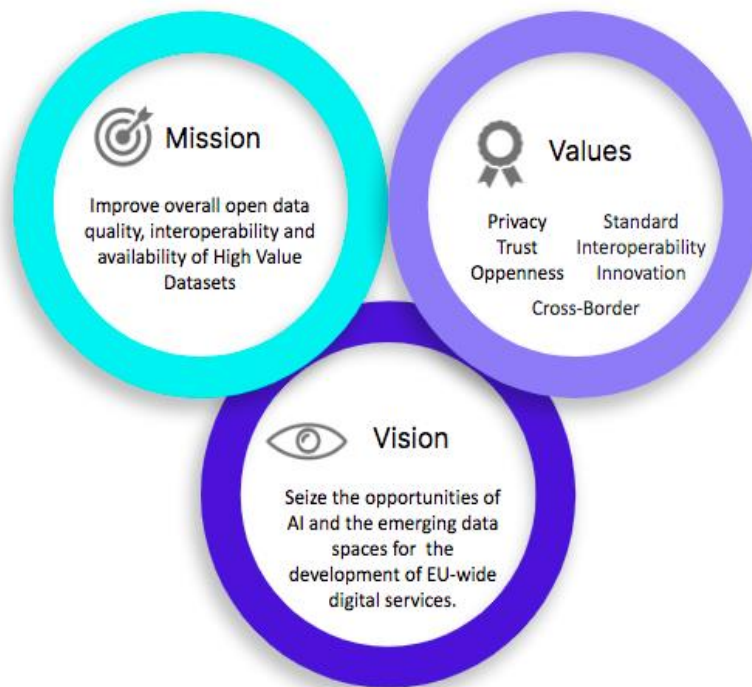 Mission
Improve overall open data
quality, interoperability and
availability of High Value
Datasets
Values
Privacy
Trust
Oppenness
Standard
Interoperability
Innovation
Cross-Border
Vision
Seize the opportunities of
AI and the emerging data
spaces for the
development of EU-wide
digital services.